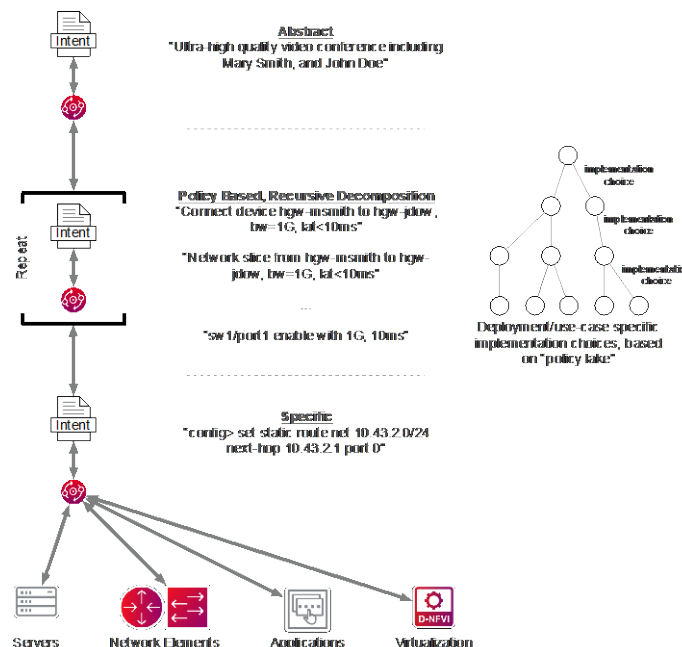 Intent
Abstract
"Ultra-high quality video conference including
Mary Smith, and John Doe"
Repeat
Intent
Policy Based, Recursive Decomposition
"Connect device hgw-msmith to hgw-jdow,
bw=1G, lat<10ms"
"Network slice from hgw-msmith to hgw-
jdow, bw=1G, lat<10ms"
...
"sw1/port1 enable with 1G, 10ms"
implementation
choice
implementation
choice
implementatic
choice
Deployment/use-case specific
implementation choices, based
on "policy lake"
Intent
Specific
"config> set static route net 10.43.2.0/24
next-hop 10.43.2.1 port 0"
Servers
Network Elements
Applications
D-NFVI
Virtualization